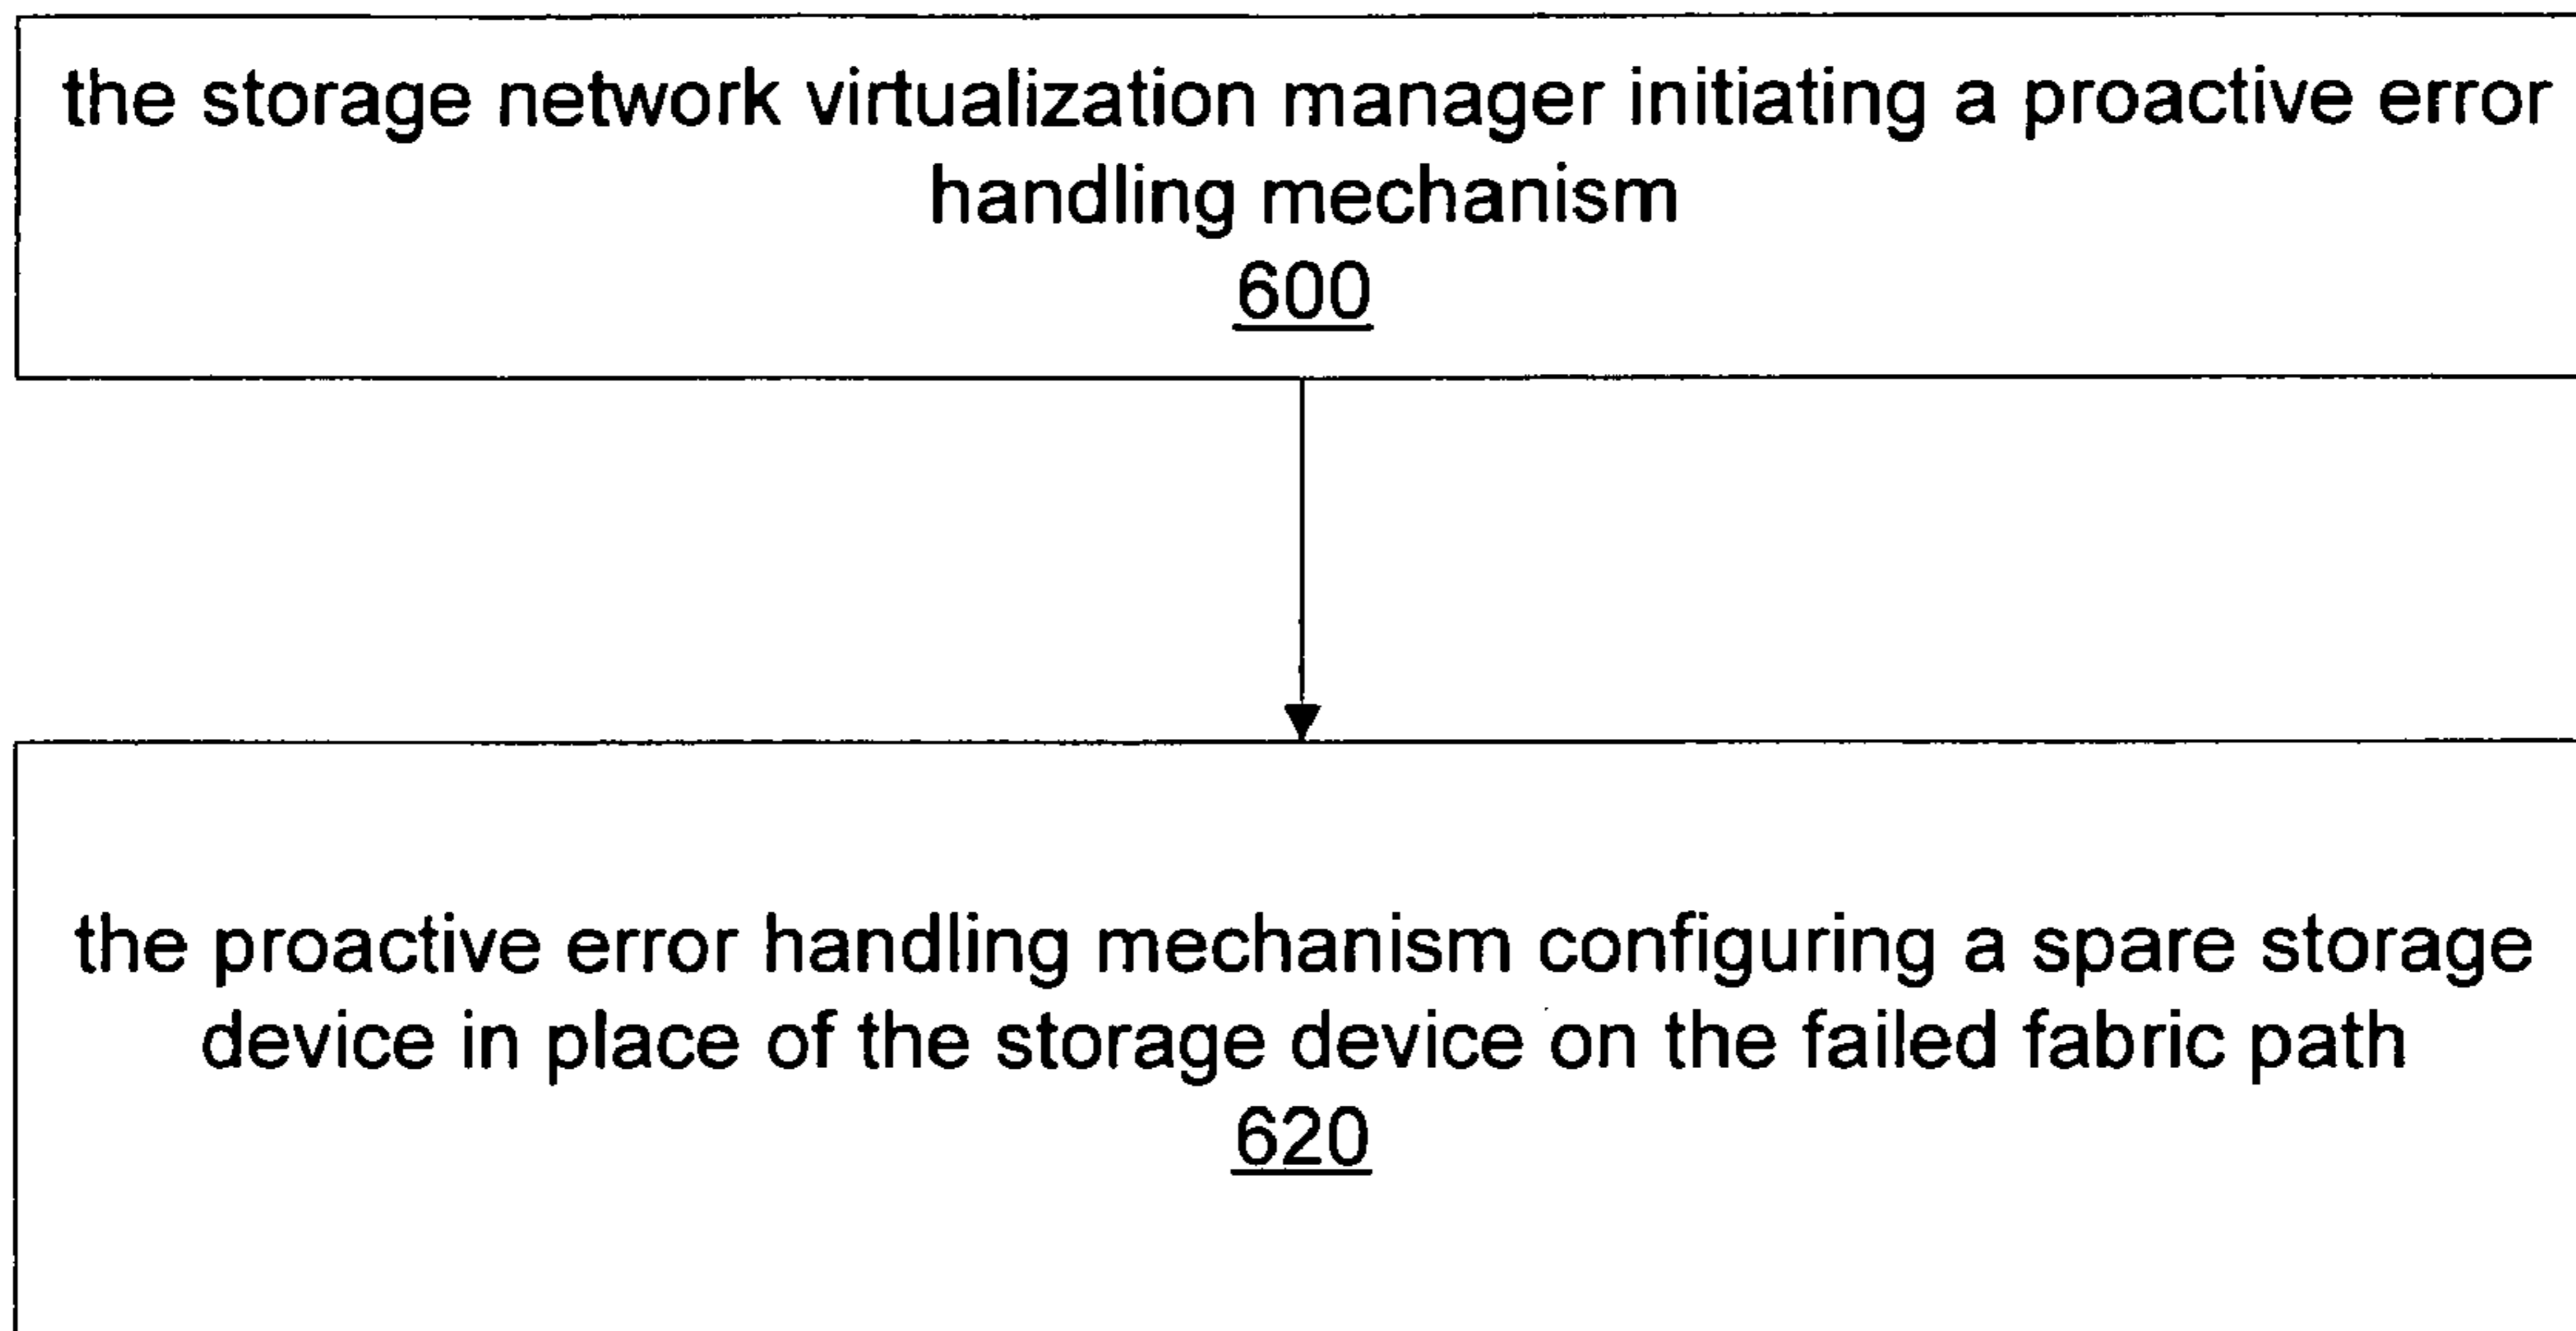 the storage network virtualization manager initiating a proactive error
handling mechanism
600
the proactive error handling mechanism configuring a spare storage
device in place of the storage device on the failed fabric path
620